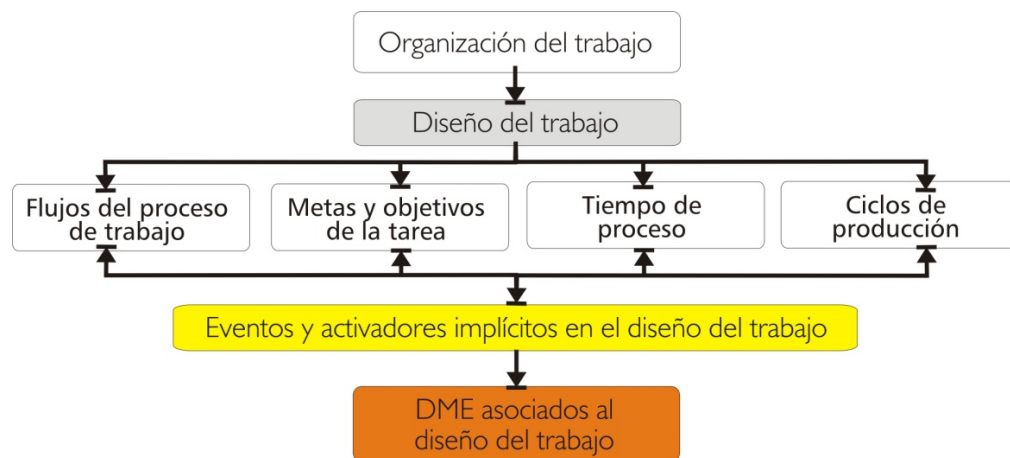 Organización del trabajo
Diseño del trabajo
Flujos del proceso
de trabajo
Metas y objetivos
de la tarea
Tiempo de
proceso
Ciclos de
producción
Eventos y activadores implícitos en el diseño del trabajo
DME asociados al
diseño del trabajo